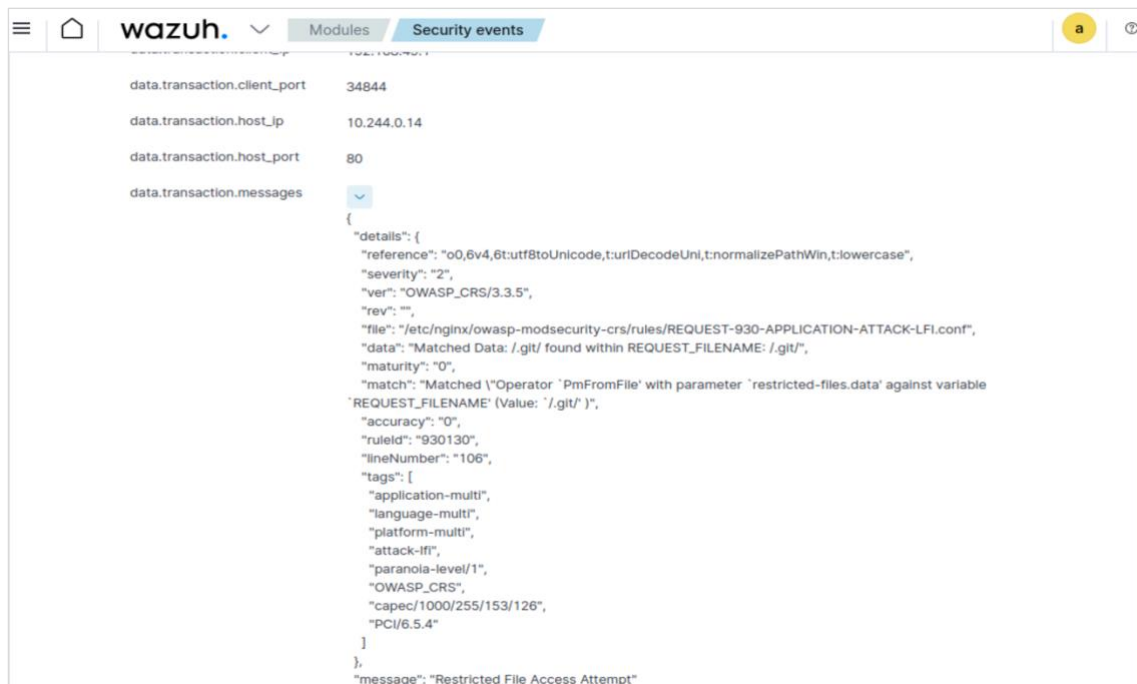 wazuh.
Modules
Security events
a
data.transaction.client_port 34844
data.transaction.host_ip 10.244.0.14
data.transaction.host_port 80
data.transaction.messages
{
"details": {
"reference": "o0,6v4,6t:utf8toUnicode,t:urlDecodeUni,t:normalizePathWin,t:lowercase",
"severity": "2",
"ver": "OWASP_CRS/3.3.5",
"rev": "",
"file": "/etc/nginx/owasp-modsecurity-crs/rules/REQUEST-930-APPLICATION-ATTACK-LFI.conf",
"data": "Matched Data: /.git/ found within REQUEST_FILENAME: /.git/",
"maturity": "0",
"match": "Matched \"Operator `PmFromFile' with parameter `restricted-files.data' against variable
`REQUEST_FILENAME' (Value: `/.git/' )",
"accuracy": "0",
"ruleId": "930130",
"lineNumber": "106",
"tags": [
"application-multi",
"language-multi",
"platform-multi",
"attack-lfi",
"paranoia-level/1",
"OWASP_CRS",
"capec/1000/255/153/126",
"PCI/6.5.4"
]
},
"message": "Restricted File Access Attempt"